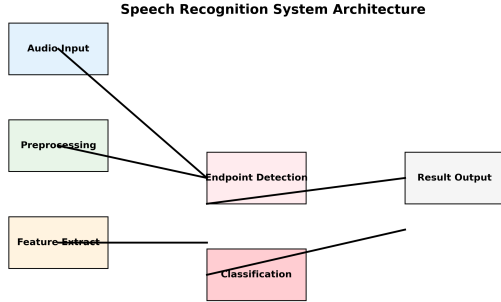 Speech Recognition System Architecture
Audio Input
Preprocessing
Endpoint Detection
Result Output
Feature Extract
Classification